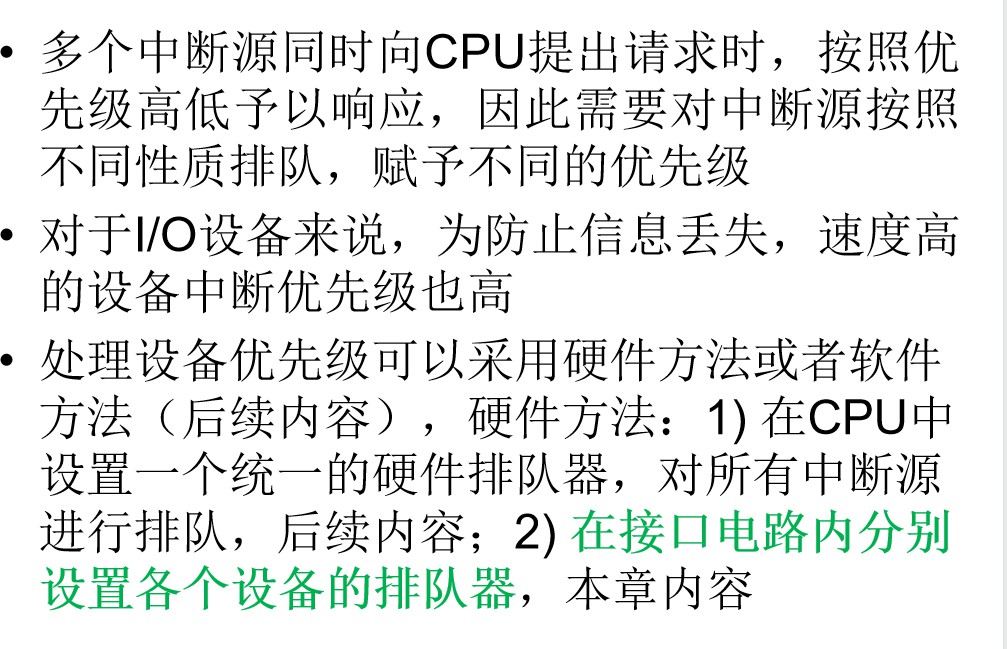 • 多个中断源同时向CPU提出请求时，按照优
先级高低予以响应，因此需要对中断源按照
不同性质排队，赋予不同的优先级
• 对于I/O设备来说，为防止信息丢失，速度高
的设备中断优先级也高
• 处理设备优先级可以采用硬件方法或者软件
方法（后续内容），硬件方法：1) 在CPU中
设置一个统一的硬件排队器，对所有中断源
进行排队，后续内容；2) 在接口电路内分别
设置各个设备的排队器，本章内容